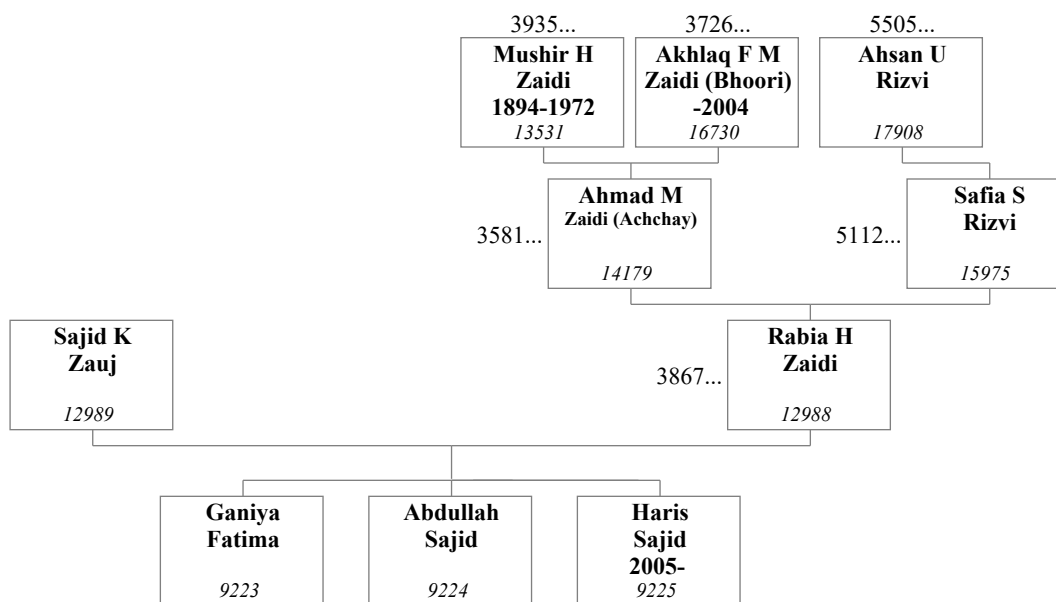 3935...
3726...
5505...
Mushir H
Zaidi
1894-1972
13531
Akhlaq F M
Zaidi (Bhoori)
-2004
16730
Ahsan U
Rizvi
17908
3581...
Ahmad M
Zaidi (Achchay)
14179
5112...
Safia S
Rizvi
15975
Sajid K
Zauj
12989
3867...
Rabia H
Zaidi
12988
Ganiya
Fatima
9223
Abdullah
Sajid
9224
Haris
Sajid
2005-
9225